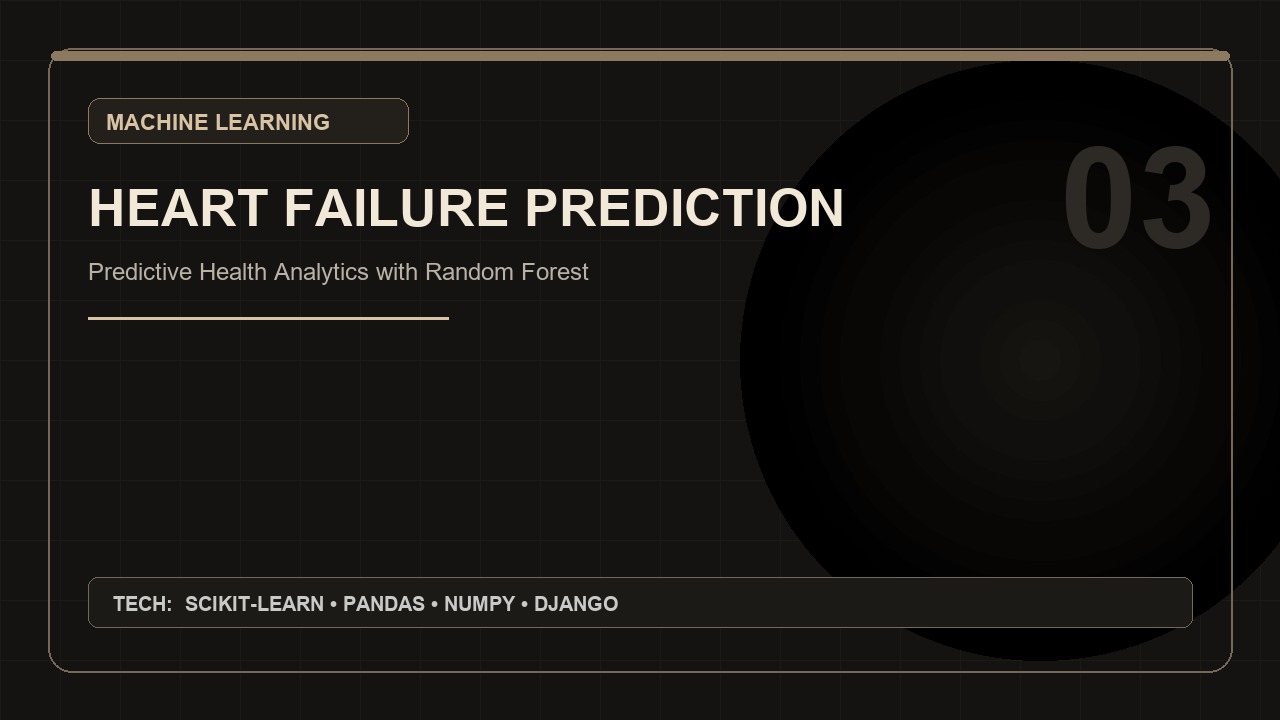 MACHINE LEARNING
03
HEART FAILURE PREDICTION
Predictive Health Analytics with Random Forest
TECH: SCIKIT-LEARN • PANDAS • NUMPY • DJANGO